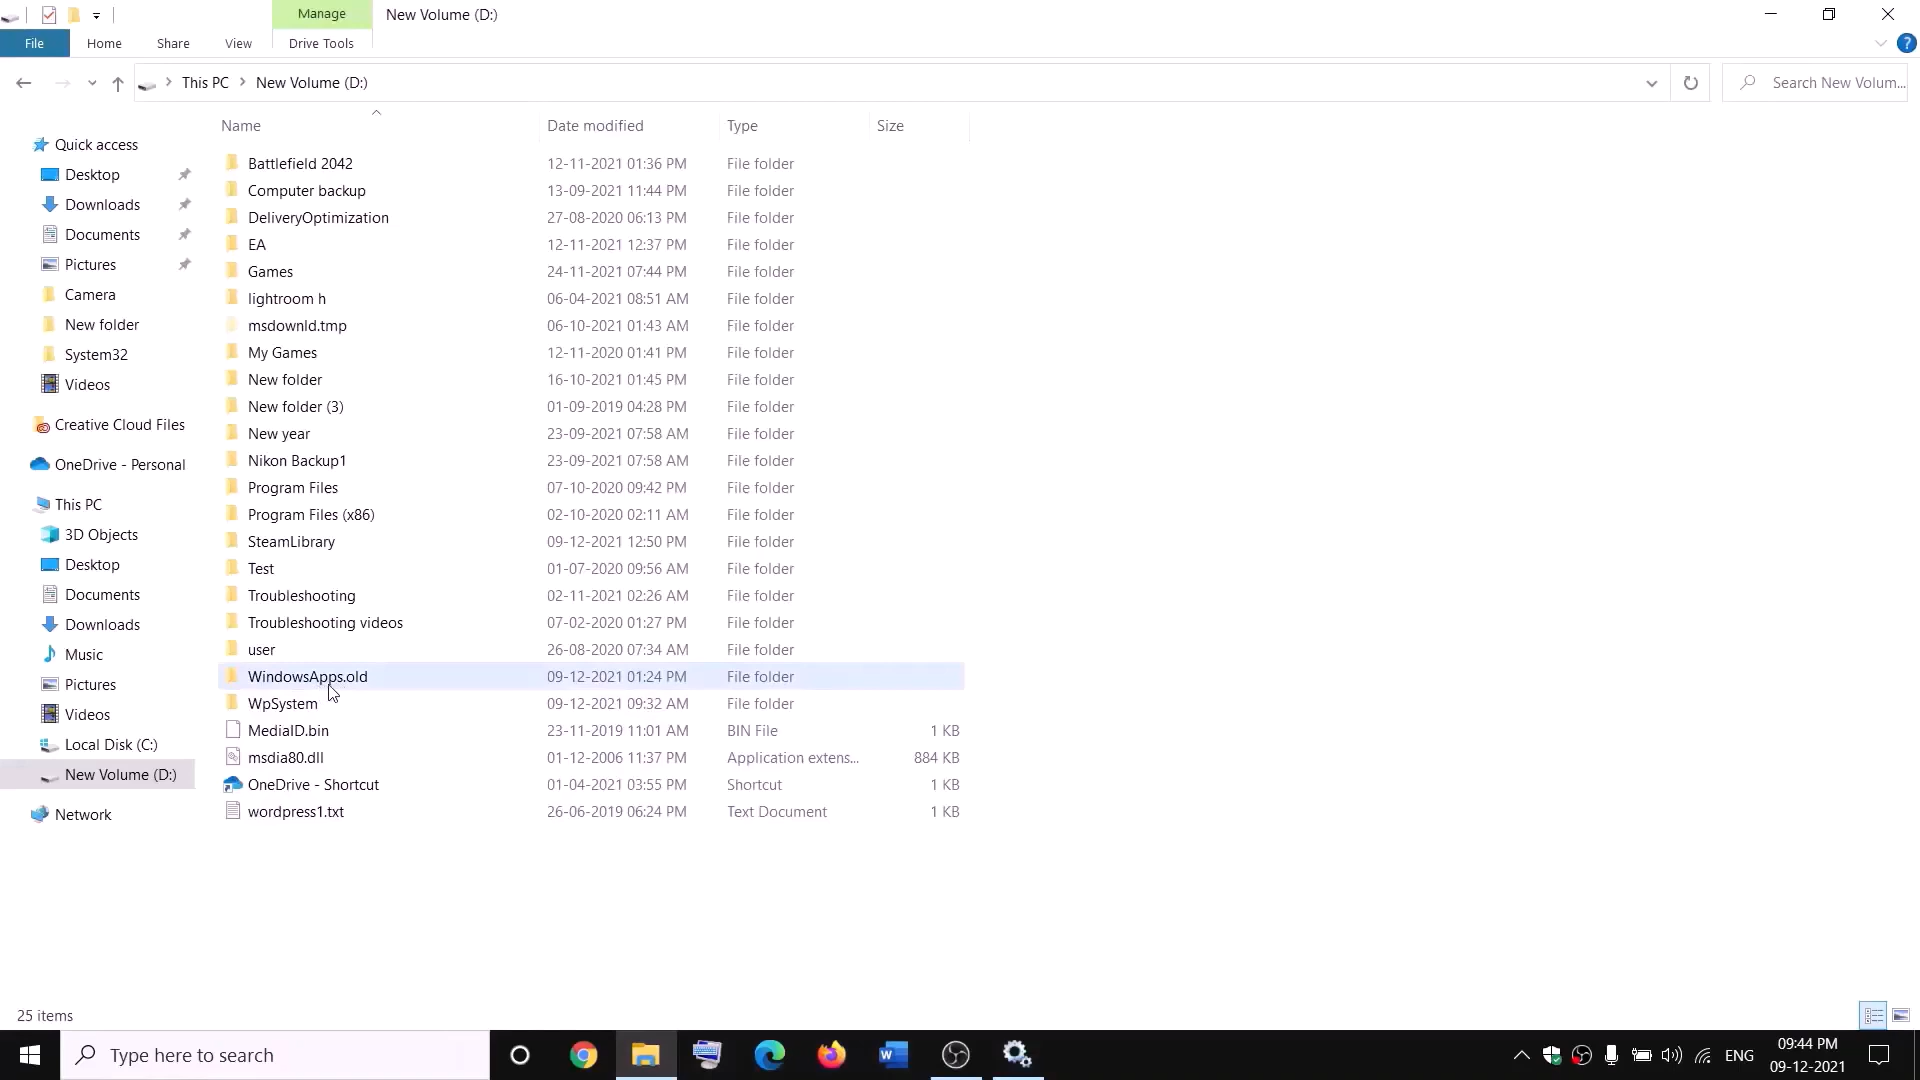 Manage
New Volume (D:)
File
Home
Share
View
Drive Tools
This PC
New Volume (D:)
Search New Volum...
Name
Date modified
Type
Size
Quick access
Desktop
Downloads
Documents
Pictures
Camera
New folder
System32
Videos
Creative Cloud Files
OneDrive - Personal
This PC
3D Objects
Desktop
Documents
Downloads
Music
Pictures
Videos
Local Disk (C:)
New Volume (D:)
Network
Battlefield 2042 12-11-2021 01:36 PM File folder
Computer backup 13-09-2021 11:44 PM File folder
DeliveryOptimization 27-08-2020 06:13 PM File folder
EA 12-11-2021 12:37 PM File folder
Games 24-11-2021 07:44 PM File folder
lightroom h 06-04-2021 08:51 AM File folder
msdownld.tmp 06-10-2021 01:43 AM File folder
My Games 12-11-2020 01:41 PM File folder
New folder 16-10-2021 01:45 PM File folder
New folder (3) 01-09-2019 04:28 PM File folder
New year 23-09-2021 07:58 AM File folder
Nikon Backup1 23-09-2021 07:58 AM File folder
Program Files 07-10-2020 09:42 PM File folder
Program Files (x86) 02-10-2020 02:11 AM File folder
SteamLibrary 09-12-2021 12:50 PM File folder
Test 01-07-2020 09:56 AM File folder
Troubleshooting 02-11-2021 02:26 AM File folder
Troubleshooting videos 07-02-2020 01:27 PM File folder
user 26-08-2020 07:34 AM File folder
WindowsApps.old 09-12-2021 01:24 PM File folder
WpSystem 09-12-2021 09:32 AM File folder
MediaID.bin 23-11-2019 11:01 AM BIN File 1 KB
msdia80.dll 01-12-2006 11:37 PM Application extens... 884 KB
OneDrive - Shortcut 01-04-2021 03:55 PM Shortcut 1 KB
wordpress1.txt 26-06-2019 06:24 PM Text Document 1 KB
25 items
Type here to search
ENG
09:44 PM
09-12-2021